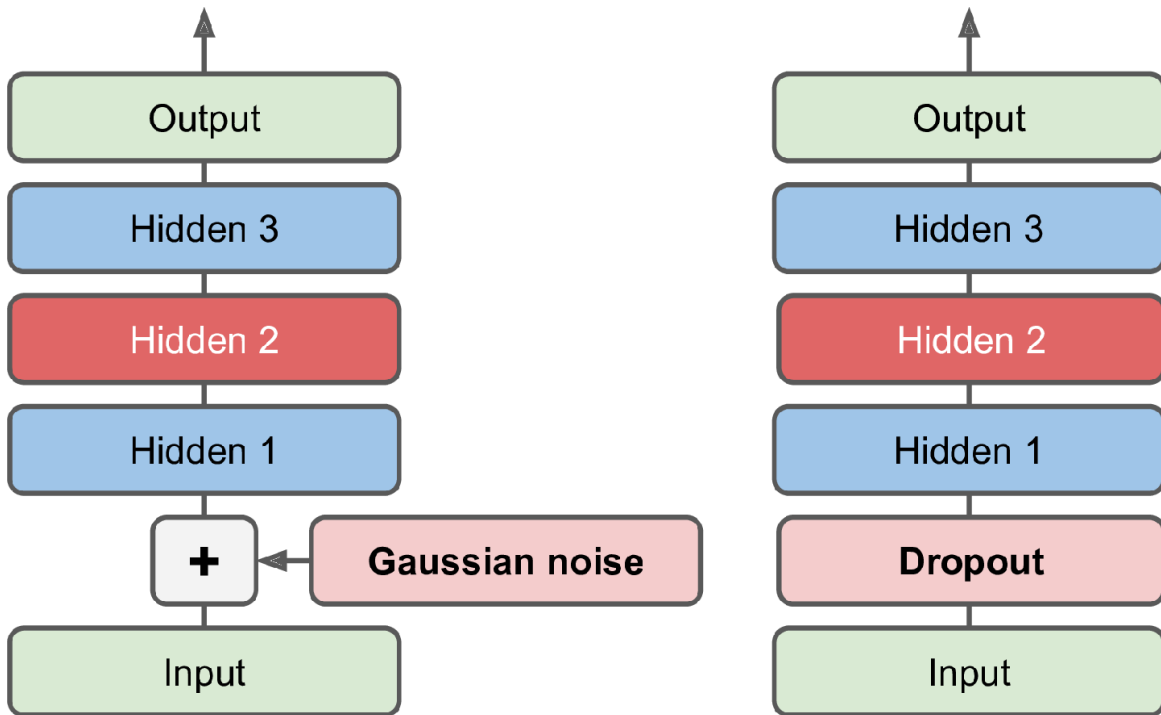 Output
Hidden 3
Hidden 2
Hidden 1
+
Gaussian noise
Input
Output
Hidden 3
Hidden 2
Hidden 1
Dropout
Input